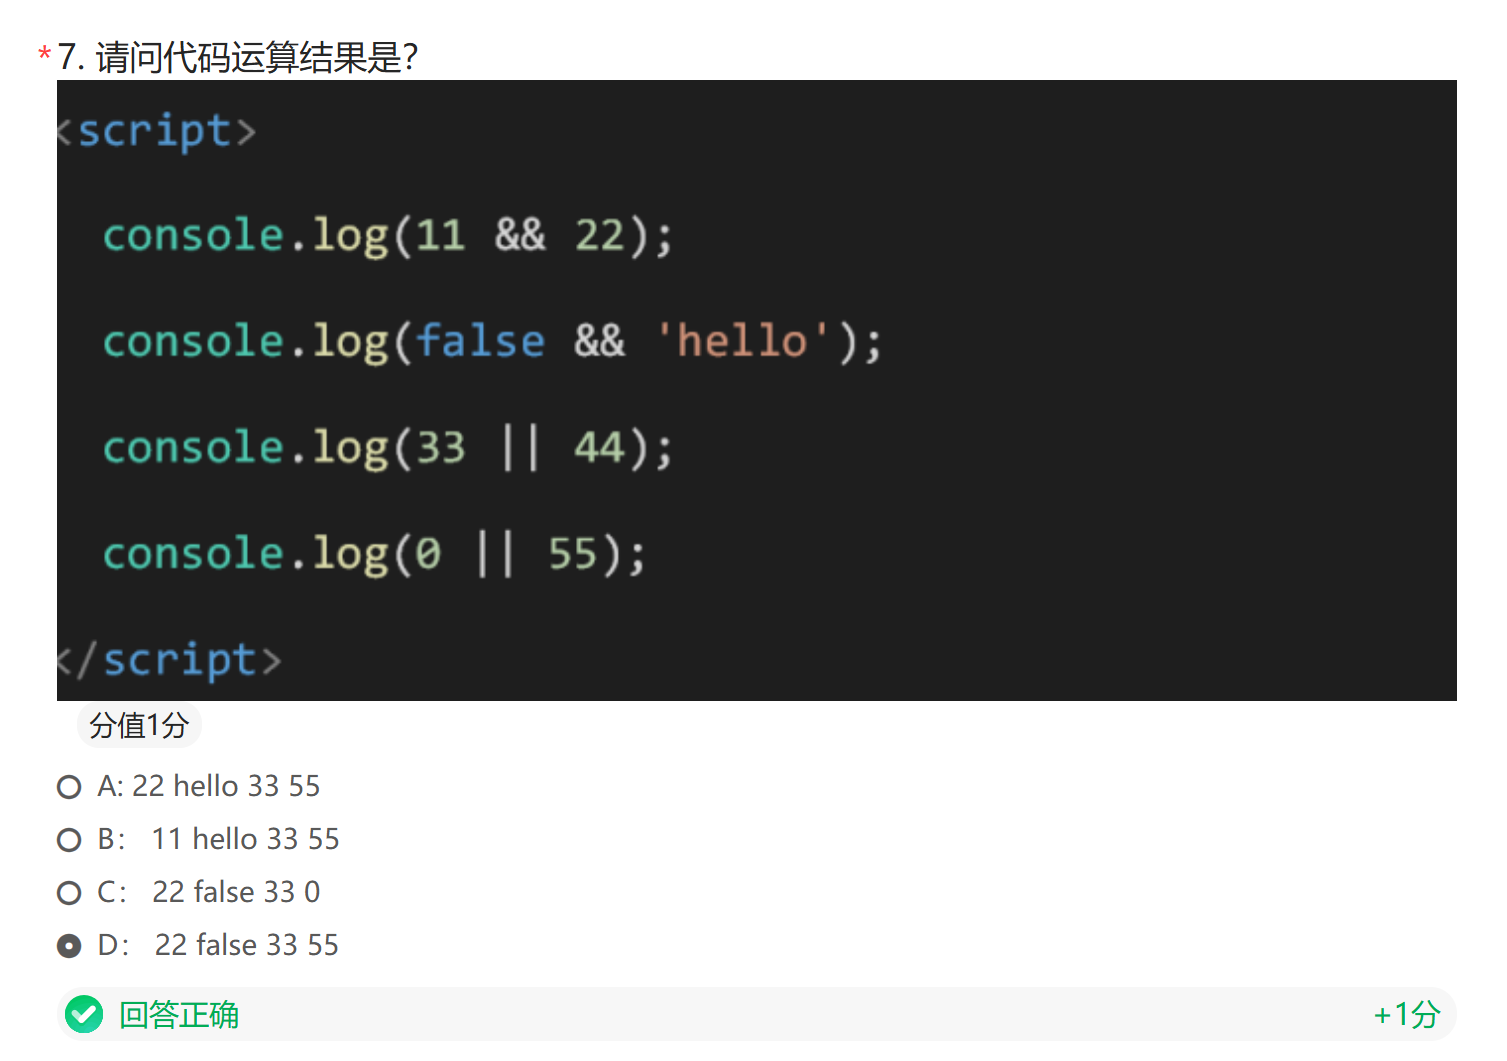 * 7. 请问代码运算结果是?
<script>
console.log(11 && 22);
console.log(false && 'hello');
console.log(33 || 44);
console.log(0 || 55);
</script>
分值1分
A: 22 hello 33 55
B： 11 hello 33 55
C： 22 false 33 0
D： 22 false 33 55
回答正确 +1分